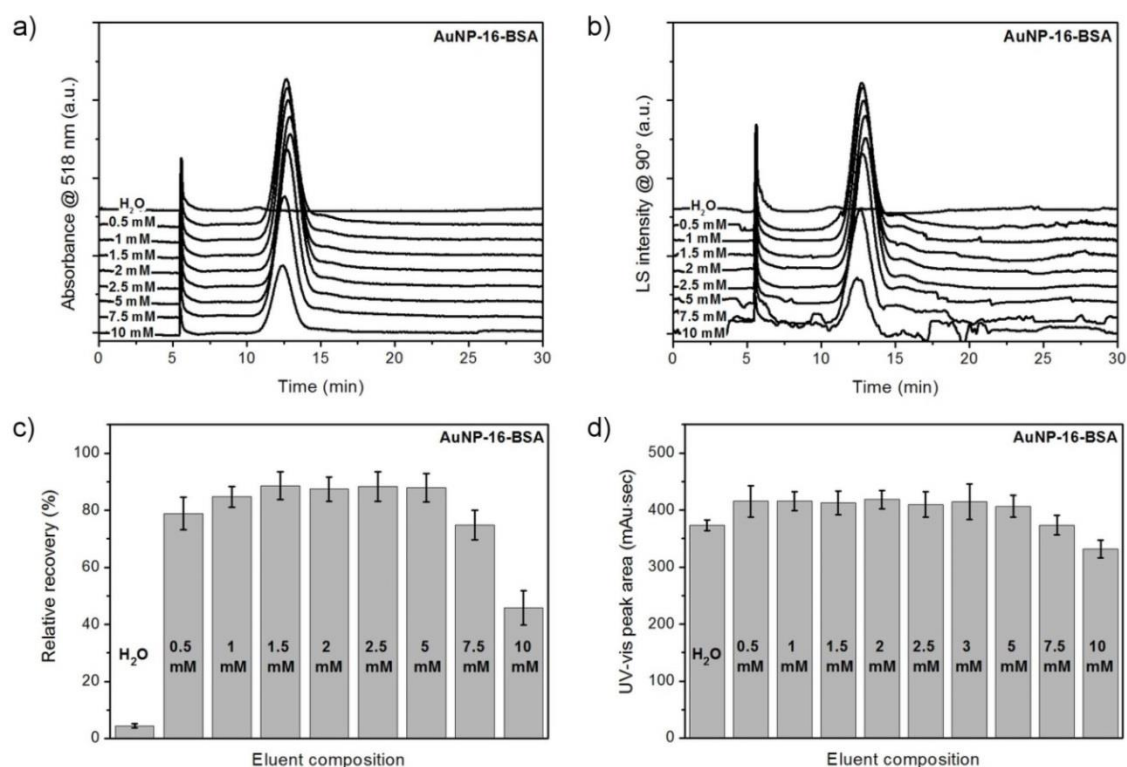 a)
AuNP-16-BSA
Absorbance @ 518 nm (a.u.)
H₂O
0.5 mM
1 mM
1.5 mM
2 mM
2.5 mM
5 mM
7.5 mM
10 mM
0 5 10 15 20 25 30
Time (min)
b)
AuNP-16-BSA
LS intensity @ 90° (a.u.)
H₂O
0.5 mM
1 mM
1.5 mM
2 mM
2.5 mM
5 mM
7.5 mM
10 mM
0 5 10 15 20 25 30
Time (min)
c)
AuNP-16-BSA
Relative recovery (%)
100
80
60
40
20
0
H₂O
0.5 1 1.5 2 2.5 5 7.5 10
mM mM mM mM mM mM mM mM
Eluent composition
d)
AuNP-16-BSA
UV-vis peak area (mAu·sec)
500
400
300
200
100
0
H₂O
0.5 1 1.5 2 2.5 3 5 7.5 10
mM mM mM mM mM mM mM mM mM
Eluent composition